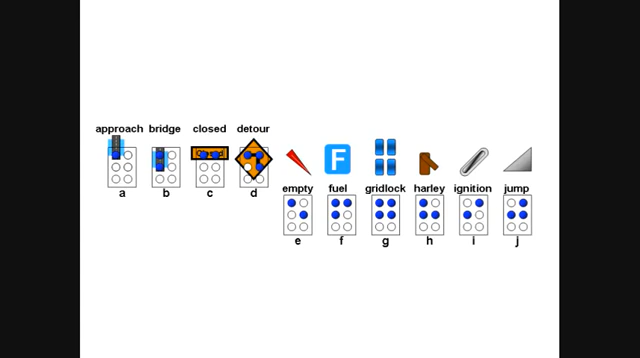 approach bridge closed detour
a b c d
F
empty fuel gridlock harley ignition jump
e f g h i j